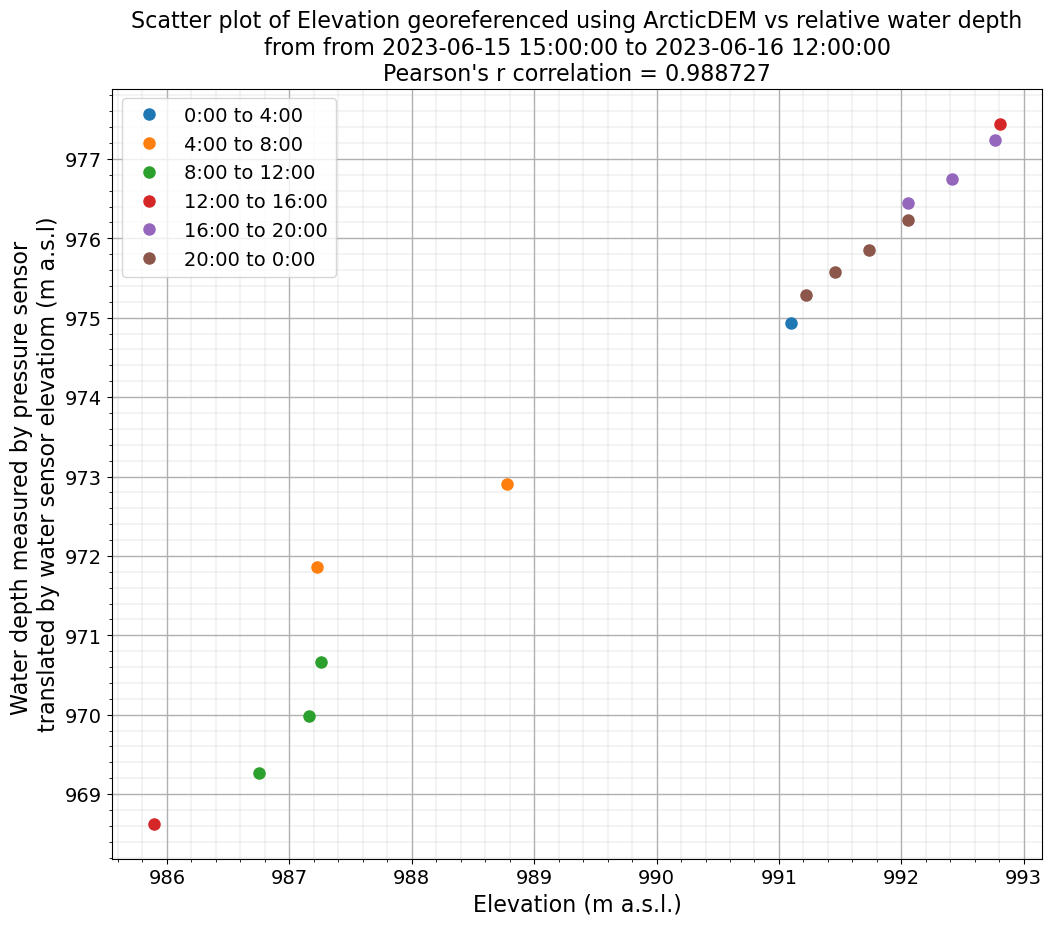 Scatter plot of Elevation georeferenced using ArcticDEM vs relative water depth
from from 2023-06-15 15:00:00 to 2023-06-16 12:00:00
Pearson's r correlation = 0.988727
0:00 to 4:00
4:00 to 8:00
8:00 to 12:00
12:00 to 16:00
16:00 to 20:00
20:00 to 0:00
Water depth measured by pressure sensor
translated by water sensor elevatiom (m a.s.l)
977
976
975
974
973
972
971
970
969
986
987
988
989
990
991
992
993
Elevation (m a.s.l.)